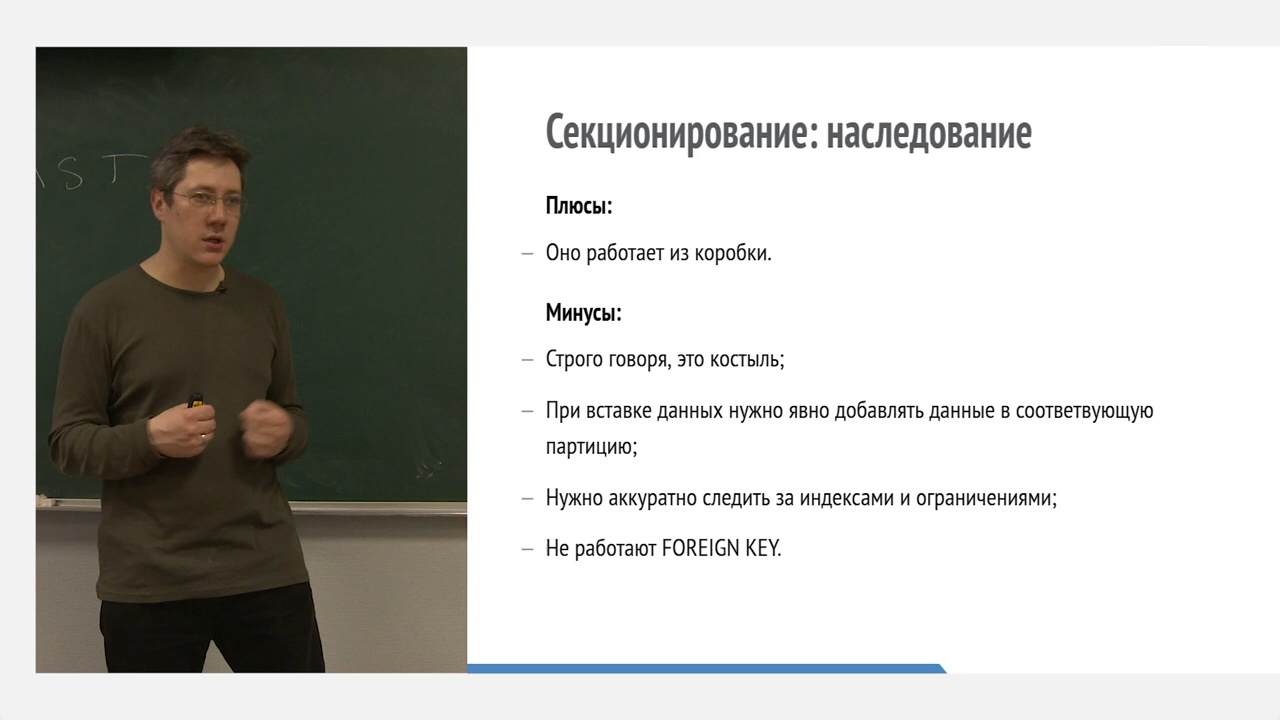 ST
Секционирование: наследование
Плюсы:
– Оно работает из коробки.
Минусы:
– Строго говоря, это костыль;
– При вставке данных нужно явно добавлять данные в соответвующую
партицию;
– Нужно аккуратно следить за индексами и ограничениями;
– Не работают FOREIGN KEY.